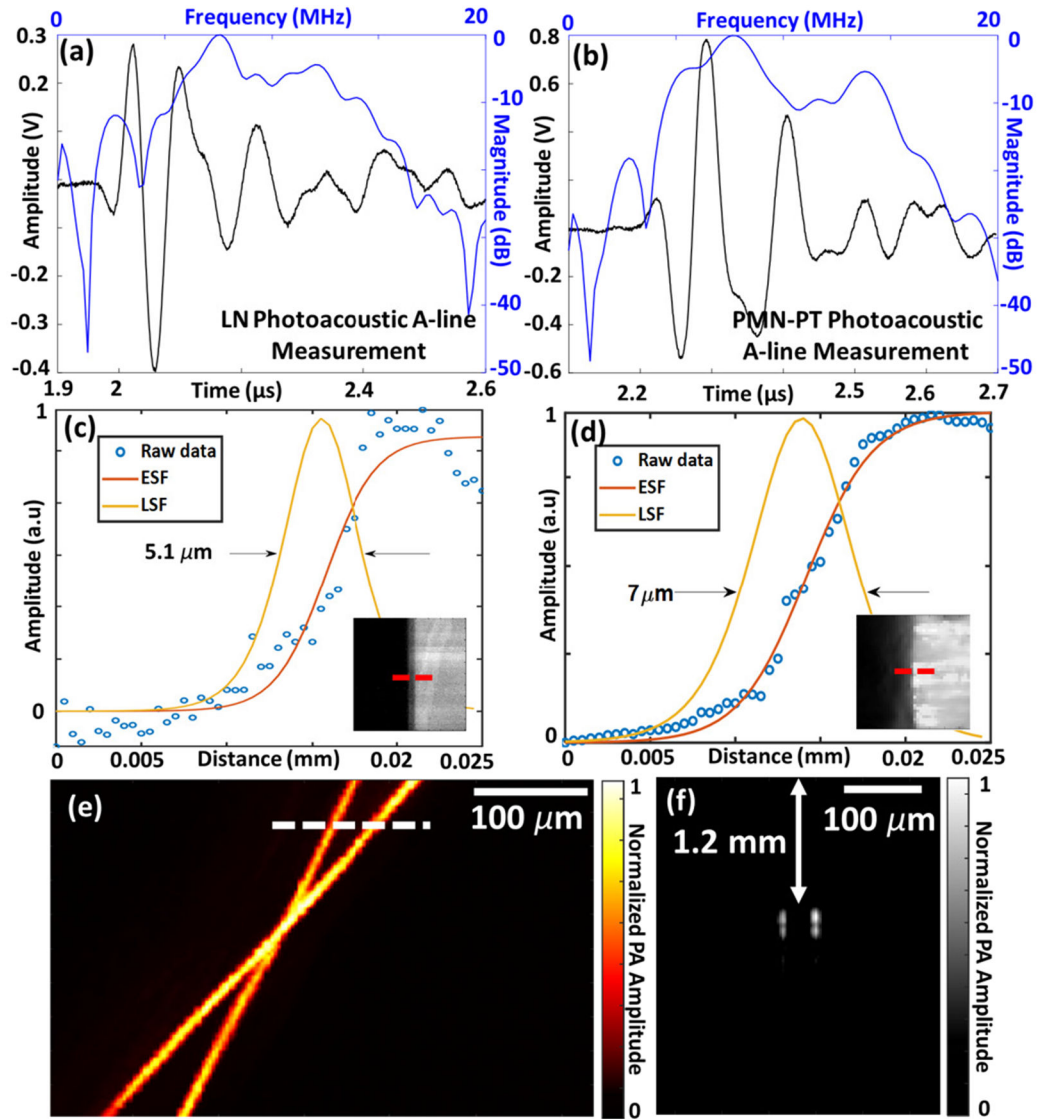 0 Frequency (MHz) 20
(a)
0.3
0.2
-0.2
-0.3
-0.4
Amplitude (V)
0
-10
-40
-50
Magnitude (dB)
LN Photoacoustic A-line
Measurement
1.9 2 Time (μs) 2.4 2.6
0 Frequency (MHz) 20
(b)
0.8
0.4
-0.2
-0.4
-0.6
Amplitude (V)
0
-10
-40
-50
Magnitude (dB)
PMN-PT Photoacoustic
A-line Measurement
2.2 Time (μs) 2.5 2.7
(c)
1
0
Amplitude (a.u)
Raw data
ESF
LSF
5.1 μm
0 0.005 Distance (mm) 0.02 0.025
(d)
1
0
Amplitude (a.u)
Raw data
ESF
LSF
7 μm
0 0.005 Distance (mm) 0.02 0.025
(e)
100 μm
1
Normalized PA Amplitude
0
(f)
100 μm
1.2 mm
1
Normalized PA Amplitude
0